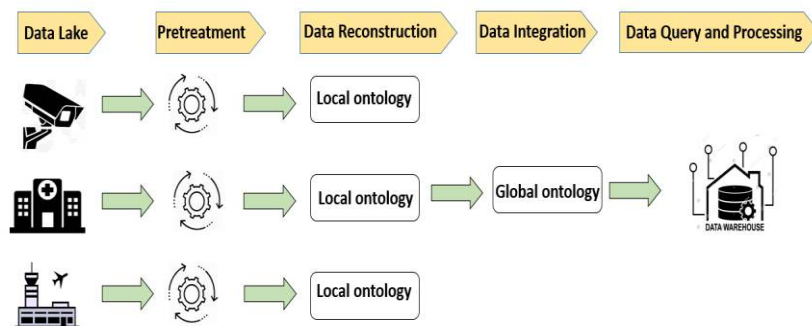 Data Lake
Pretreatment
Data Reconstruction
Data Integration
Data Query and Processing
Local ontology
Local ontology
Global ontology
DATA WAREHOUSE
Local ontology